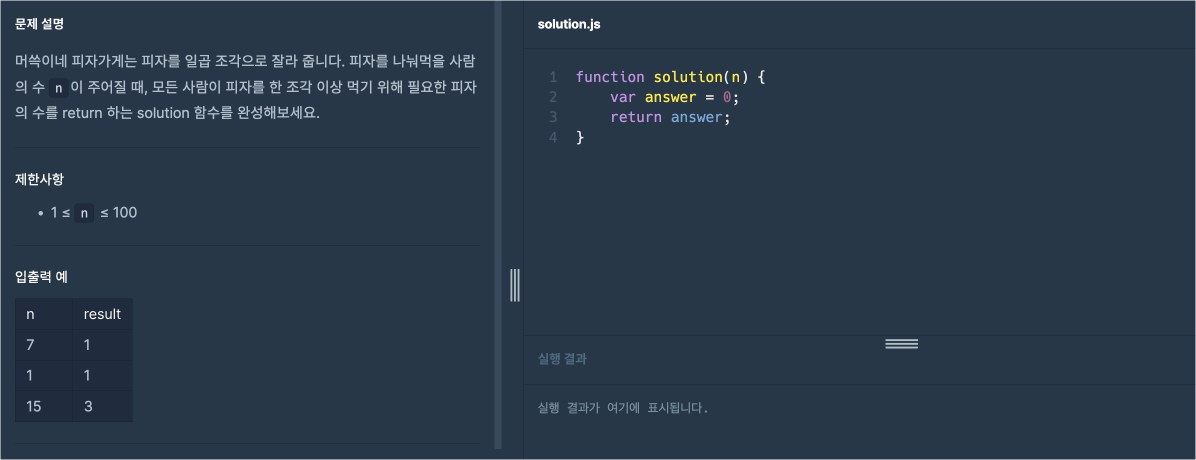 문제 설명
머쓱이네 피자가게는 피자를 일곱 조각으로 잘라 줍니다. 피자를 나눠먹을 사람
의 수 n 이 주어질 때, 모든 사람이 피자를 한 조각 이상 먹기 위해 필요한 피자
의 수를 return 하는 solution 함수를 완성해보세요.
제한사항
• 1 ≤ n ≤ 100
입출력 예
n result
7 1
1 1
15 3
solution.js
1 function solution(n) {
2     var answer = 0;
3     return answer;
4 }
실행 결과
실행 결과가 여기에 표시됩니다.